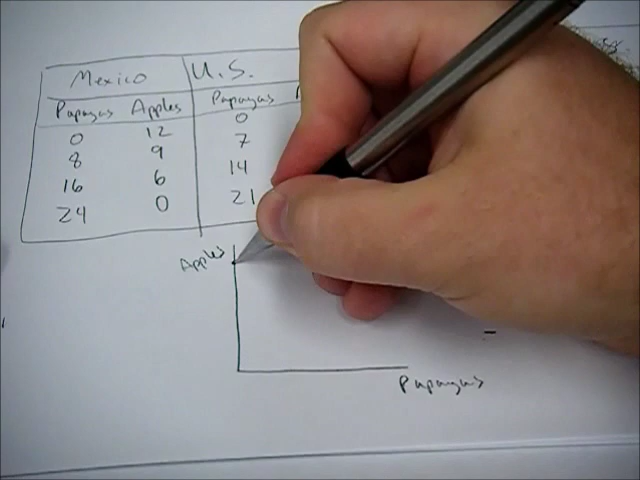 Mexico U.S.
Papayas Apples Papayas
0 12 0
8 9 7
16 6 14
24 0 21
Apples
Papayas